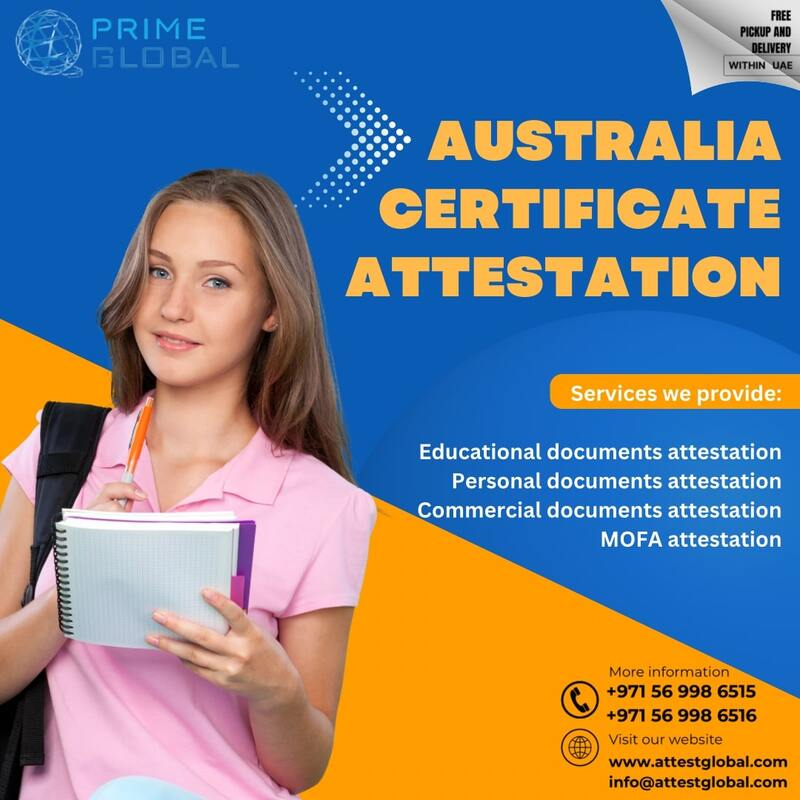 PRIME
GLOBAL
FREE
PICKUP AND
DELIVERY
WITHIN UAE
AUSTRALIA
CERTIFICATE
ATTESTATION
Services we provide:
Educational documents attestation
Personal documents attestation
Commercial documents attestation
MOFA attestation
More information
+971 56 998 6515
+971 56 998 6516
Visit our website
www.attestglobal.com
info@attestglobal.com